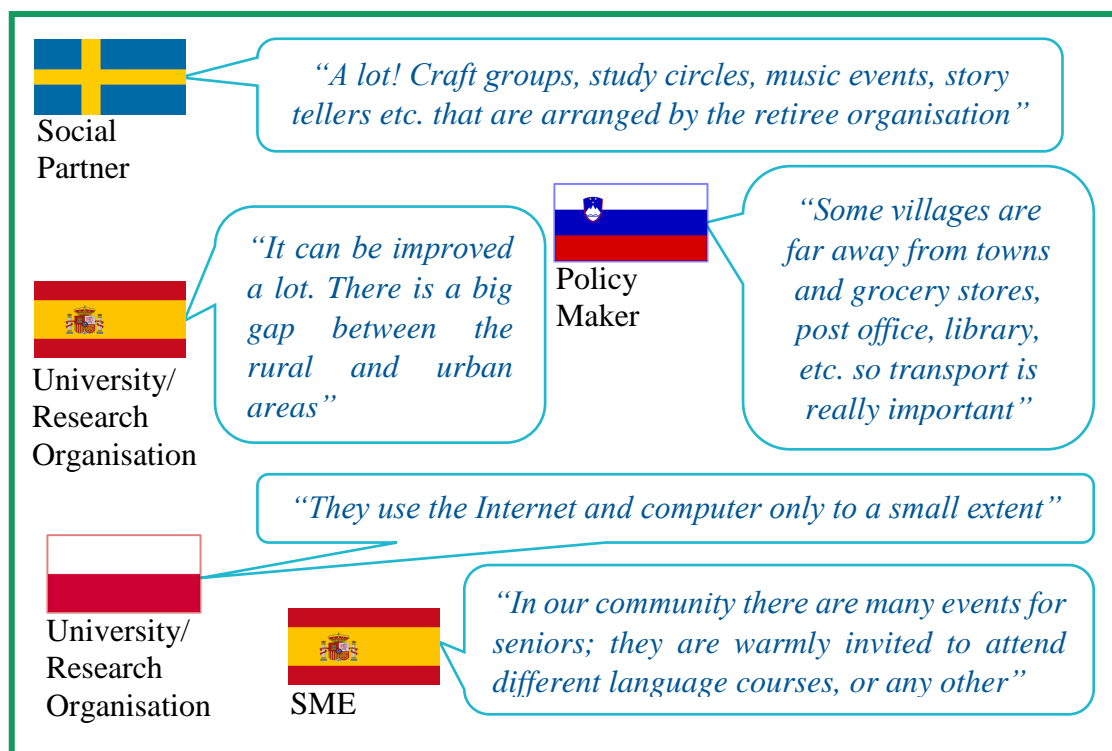 “A lot! Craft groups, study circles, music events, story
tellers etc. that are arranged by the retiree organisation”
Social
Partner
“It can be improved
a lot. There is a big
gap between the
rural and urban
areas”
University/
Research
Organisation
“Some villages are
far away from towns
and grocery stores,
post office, library,
etc. so transport is
really important”
Policy
Maker
“They use the Internet and computer only to a small extent”
University/
Research
Organisation
“In our community there are many events for
seniors; they are warmly invited to attend
different language courses, or any other”
SME